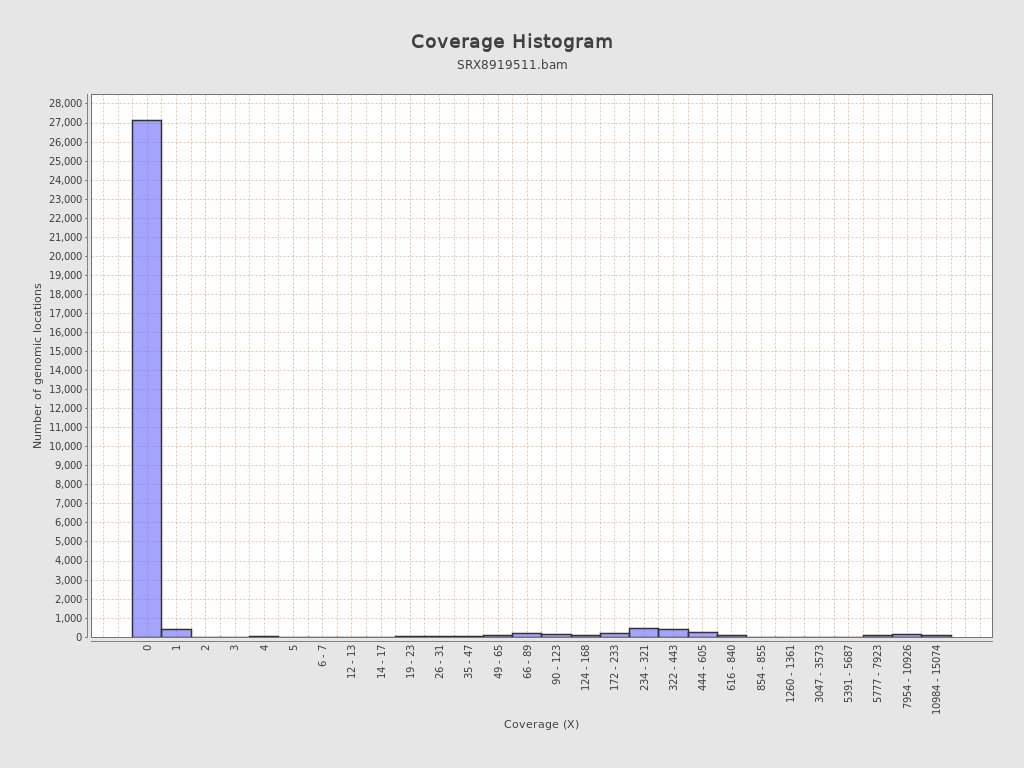 Coverage Histogram
SRX8919511.bam
28,000
27,000
26,000
25,000
24,000
23,000
22,000
21,000
20,000
19,000
18,000
17,000
16,000
15,000
14,000
13,000
12,000
11,000
10,000
9,000
8,000
7,000
6,000
5,000
4,000
3,000
2,000
1,000
0
Number of genomic locations
0
1
2
3
4
5
6 - 7
12 - 13
14 - 17
19 - 23
26 - 31
35 - 47
49 - 65
66 - 89
90 - 123
124 - 168
172 - 233
234 - 321
322 - 443
444 - 605
616 - 840
854 - 855
1260 - 1361
3047 - 3573
5391 - 5687
5777 - 7923
7954 - 10926
10984 - 15074
Coverage (X)